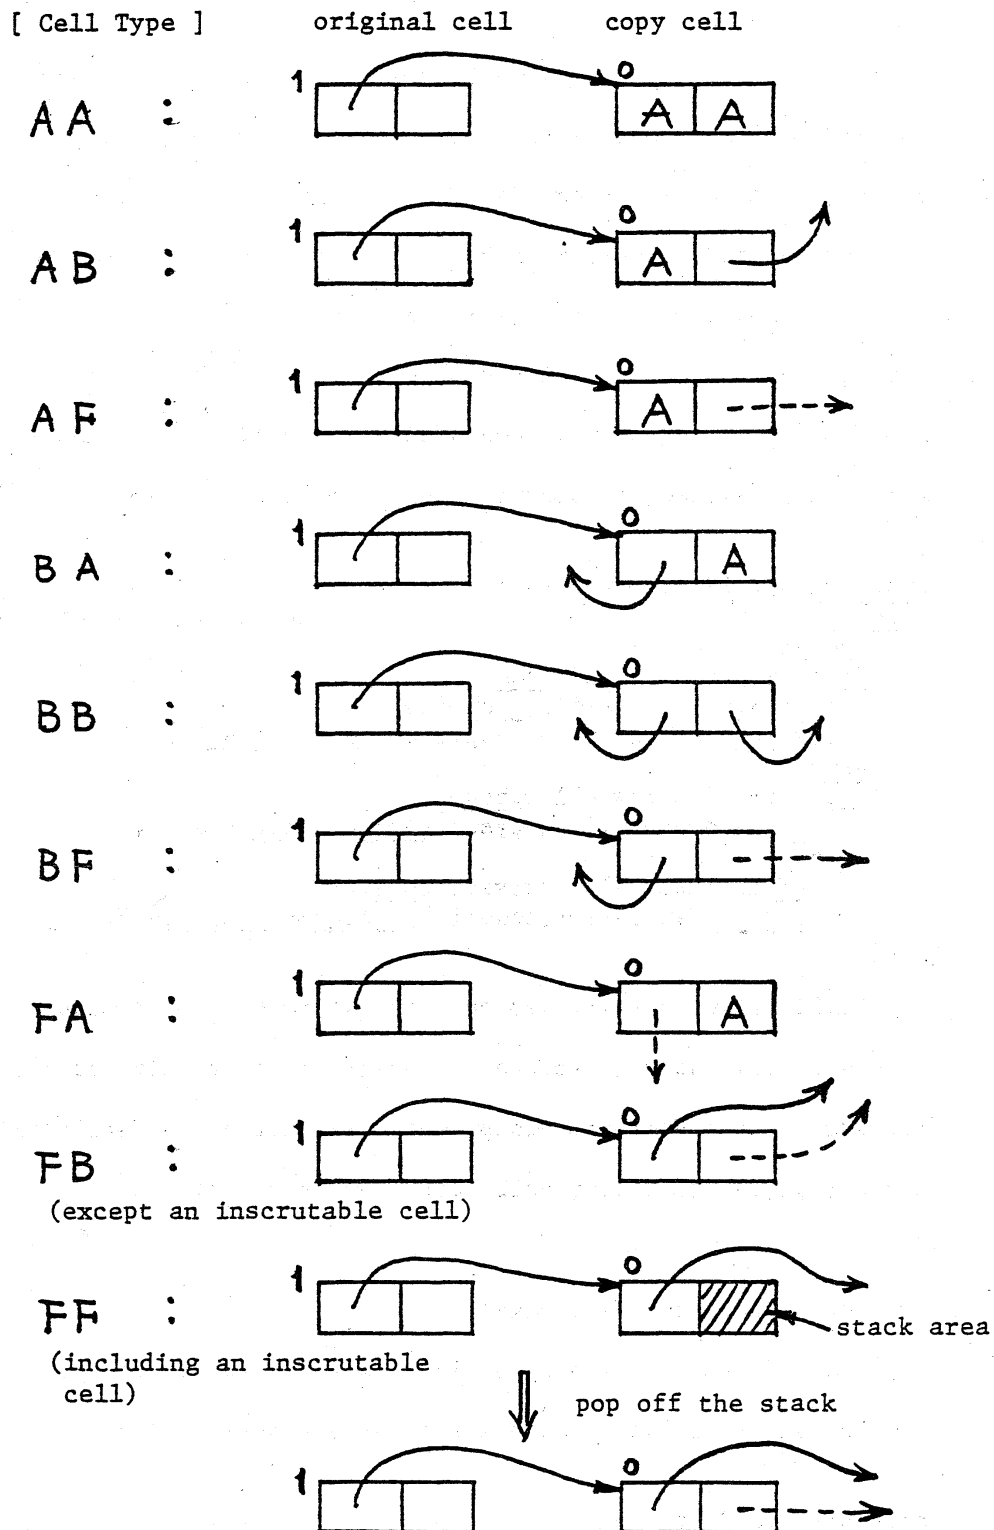 [ Cell Type ] original cell copy cell
AA : 1 0 A A
AB : 1 0 A
AF : 1 0 A
BA : 1 0 A
BB : 1 0
BF : 1 0
FA : 1 0 A
FB : 1 0
(except an inscrutable cell)
FF : 1 0
stack area
(including an inscrutable
cell)
pop off the stack
1 0